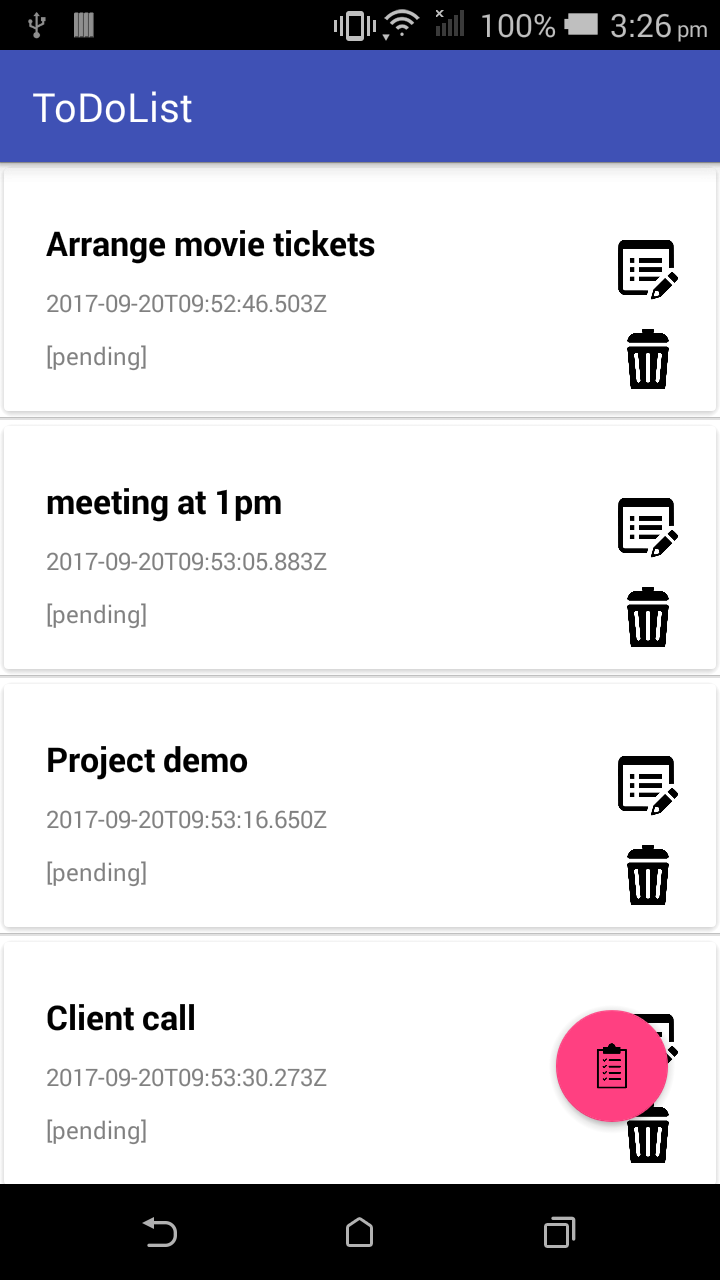 100% 3:26 pm
ToDoList
Arrange movie tickets
2017-09-20T09:52:46.503Z
[pending]
meeting at 1pm
2017-09-20T09:53:05.883Z
[pending]
Project demo
2017-09-20T09:53:16.650Z
[pending]
Client call
2017-09-20T09:53:30.273Z
[pending]